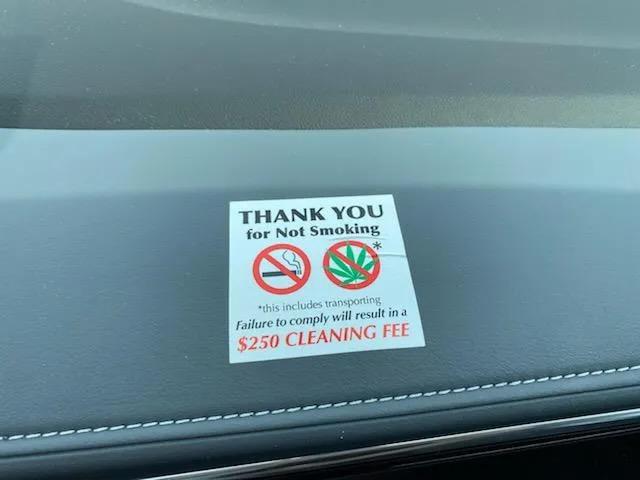 THANK YOU
for Not Smoking
*
*this includes transporting
Failure to comply will result in a
$250 CLEANING FEE